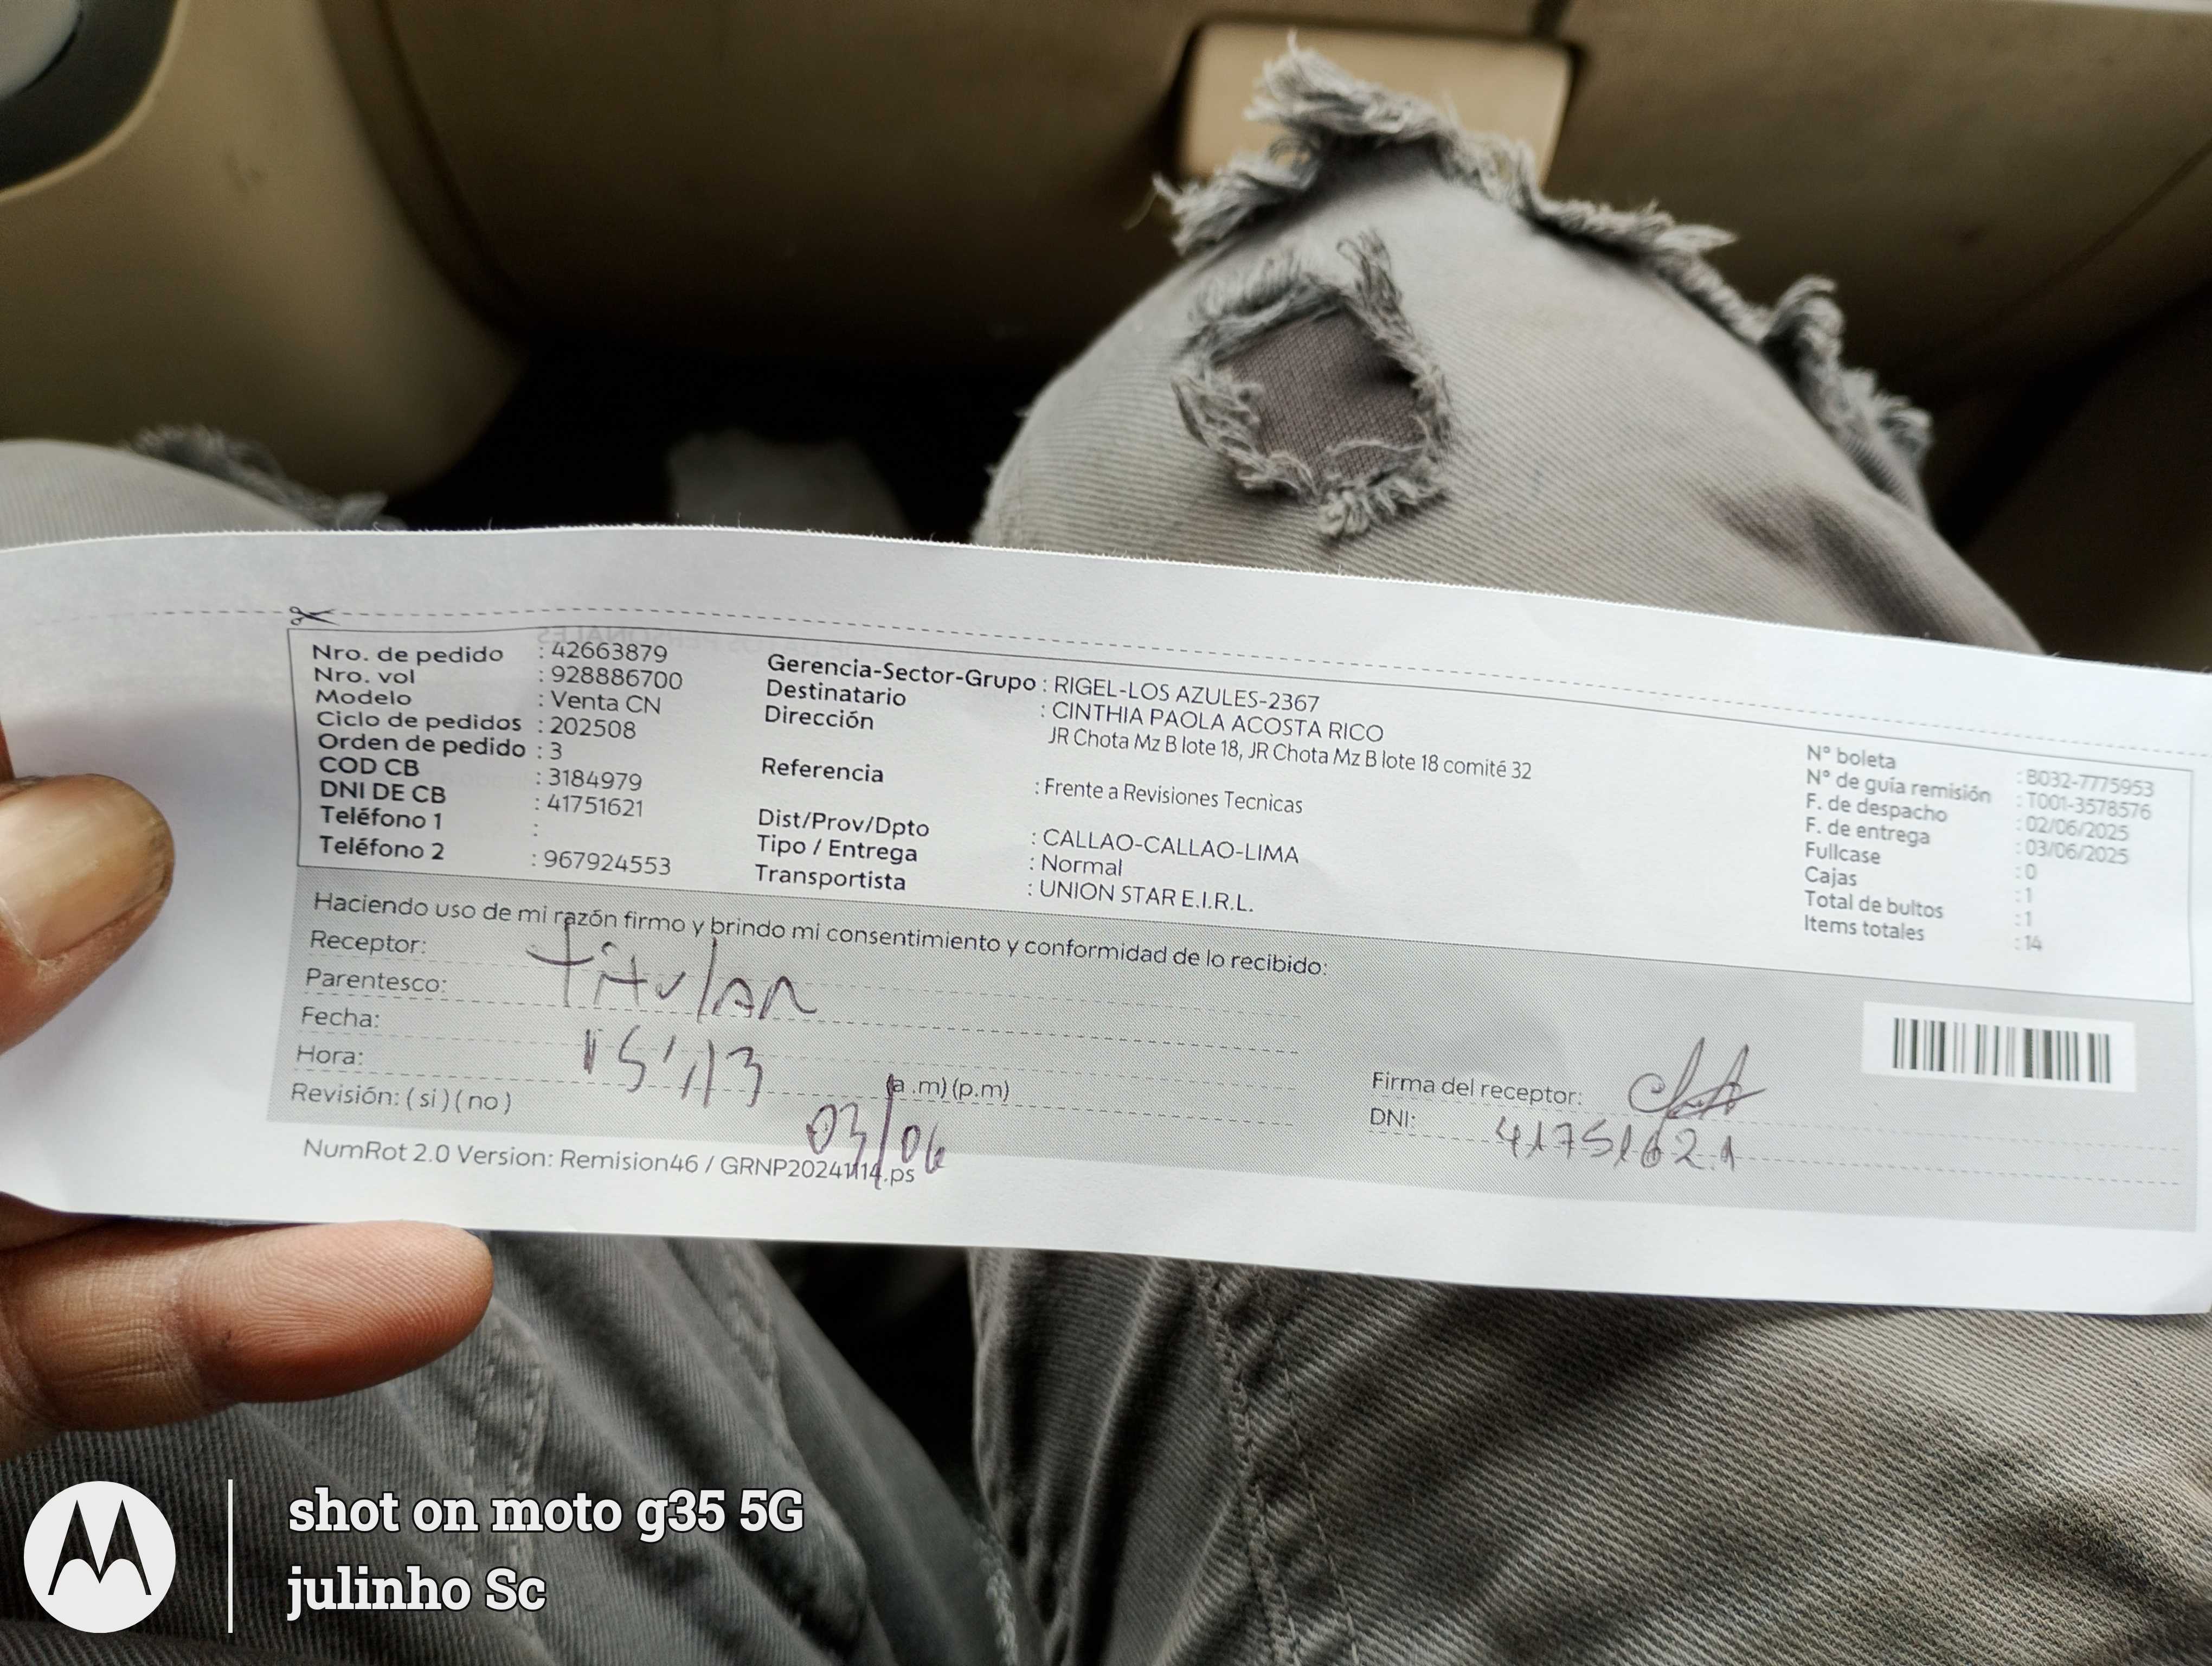 Nro. de pedido : 42663879
Nro. vol : 928886700
Modelo : Venta CN
Ciclo de pedidos : 202508
Orden de pedido : 3
COD CB : 3184979
DNI DE CB : 41751621
Teléfono 1 :
Teléfono 2 : 967924553
Gerencia-Sector-Grupo : RIGEL-LOS AZULES-2367
Destinatario : CINTHIA PAOLA ACOSTA RICO
Dirección JR Chota Mz B lote 18, JR Chota Mz B lote 18 comité 32
Referencia : Frente a Revisiones Tecnicas
Dist/Prov/Dpto : CALLAO-CALLAO-LIMA
Tipo / Entrega : Normal
Transportista : UNION STAR E.I.R.L.
N° boleta : B032-7775953
N° de guía remisión : T001-3578576
F. de despacho : 02/06/2025
F. de entrega : 03/06/2025
Fullcase : 0
Cajas : 1
Total de bultos : 1
Items totales : 14
Haciendo uso de mi razón firmo y brindo mi consentimiento y conformidad de lo recibido:
Receptor: Titular
Parentesco:
Fecha:
Hora: 15:13 (a.m) (p.m)
03/06
Revisión: ( si ) ( no )
Firma del receptor:
DNI: 41751621
NumRot 2.0 Version: Remision46 / GRNP20241114.ps
shot on moto g35 5G
julinho Sc